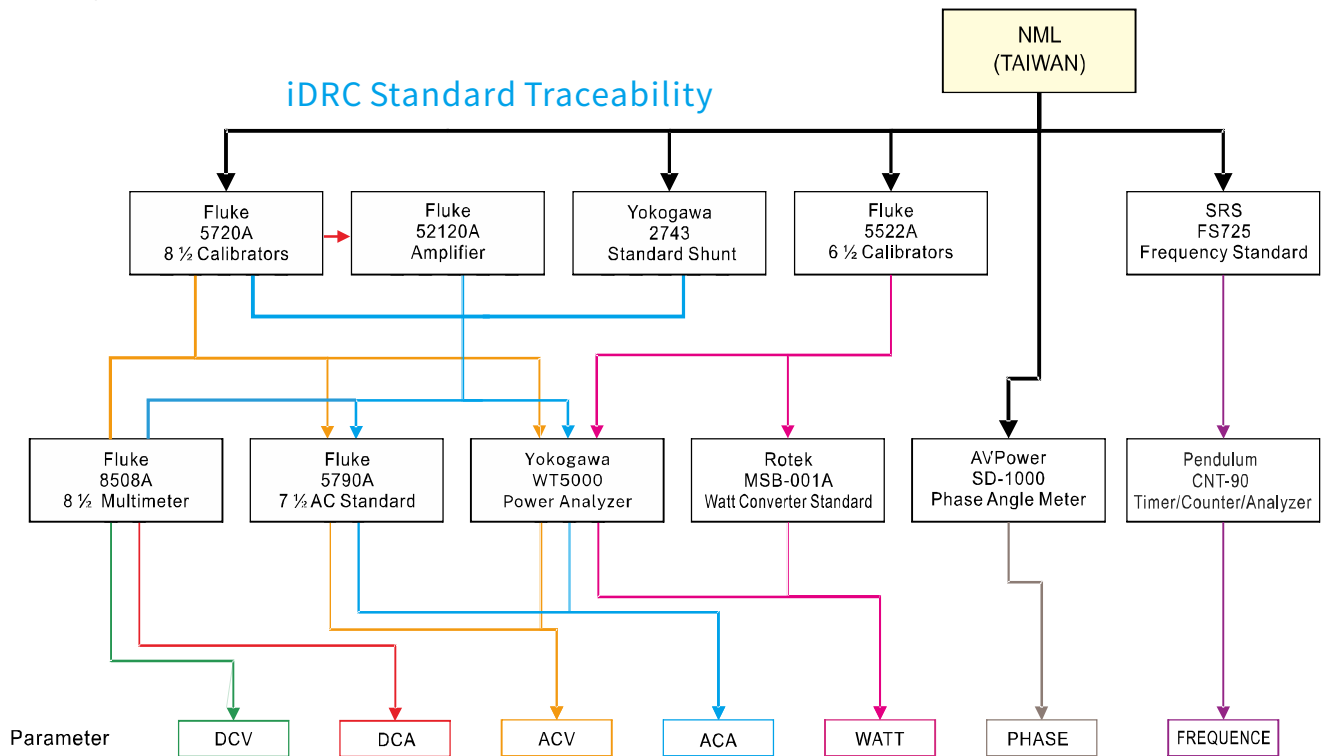 NML
(TAIWAN)
iDRC Standard Traceability
Fluke
5720A
8 ½ Calibrators
Fluke
52120A
Amplifier
Yokogawa
2743
Standard Shunt
Fluke
5522A
6 ½ Calibrators
SRS
FS725
Frequency Standard
Fluke
8508A
8 ½ Multimeter
Fluke
5790A
7 ½ AC Standard
Yokogawa
WT5000
Power Analyzer
Rotek
MSB-001A
Watt Converter Standard
AVPower
SD-1000
Phase Angle Meter
Pendulum
CNT-90
Timer/Counter/Analyzer
Parameter
DCV
DCA
ACV
ACA
WATT
PHASE
FREQUENCE